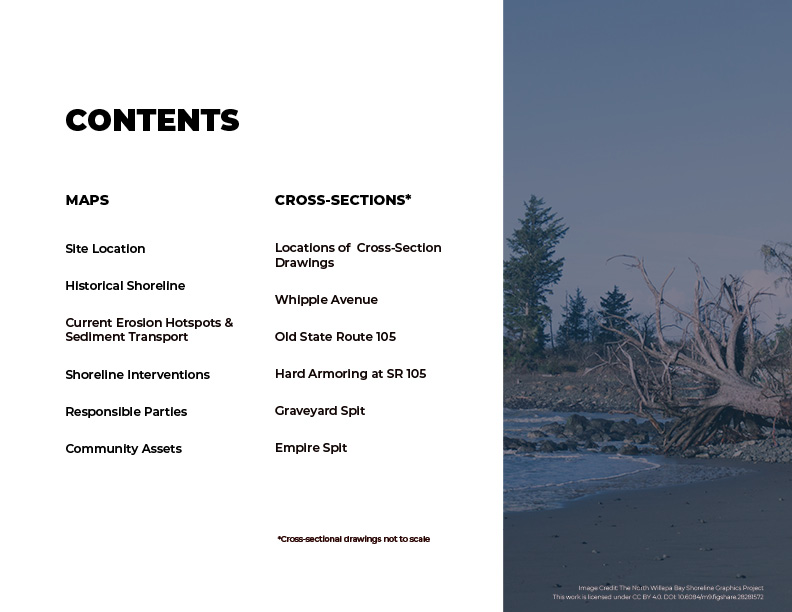 CONTENTS
MAPS
Site Location
Historical Shoreline
Current Erosion Hotspots &
Sediment Transport
Shoreline Interventions
Responsible Parties
Community Assets
CROSS-SECTIONS*
Locations of Cross-Section
Drawings
Whipple Avenue
Old State Route 105
Hard Armoring at SR 105
Graveyard Spit
Empire Spit
*Cross-sectional drawings not to scale
Image Credit: The North Willapa Bay Shoreline Graphics Project
This work is licensed under CC BY 4.0. DOI: 10.6084/m9.figshare.28281572